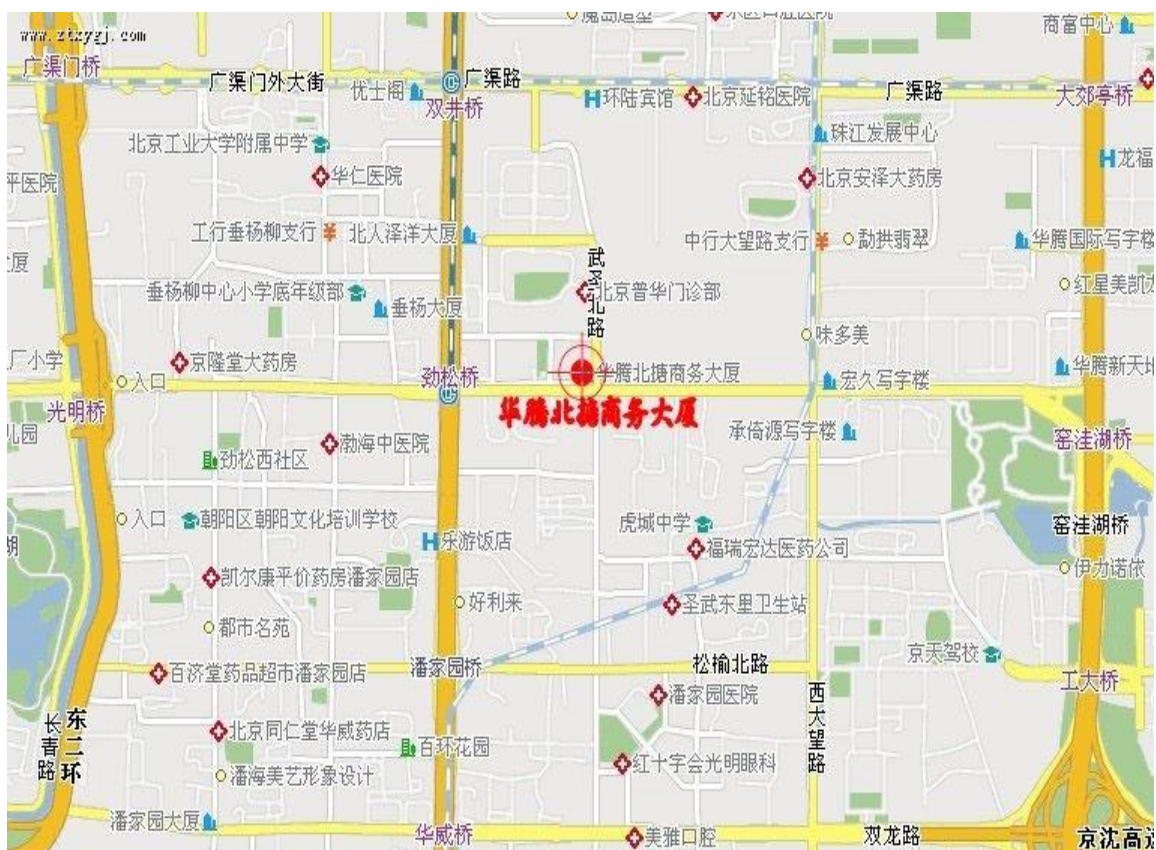 www.ztzygj.com
商富中心
广渠门桥
广渠门外大街
优士阁
广渠路
双井桥
环陆宾馆
北京延铭医院
广渠路
大郊亭桥
北京工业大学附属中学
珠江发展中心
龙福
平医院
华仁医院
北京安泽大药房
工行垂杨柳支行
北人泽洋大厦
中行大望路支行
勐拱翡翠
华腾国际写字楼
厦
武圣北路
垂杨柳中心小学底年级部
垂杨大厦
北京普华门诊部
红星美凯龙
味多美
厂小学
京隆堂大药房
入口
劲松桥
华腾北搪商务大厦
宏久写字楼
华腾新天地
光明桥
华腾北搪商务大厦
儿园
渤海中医院
承倚源写字楼
窑洼湖桥
劲松西社区
入口
朝阳区朝阳文化培训学校
虎城中学
窑洼湖桥
湖
乐游饭店
福瑞宏达医药公司
凯尔康平价药房潘家园店
伊力诺依
好利来
圣武东里卫生站
都市名苑
京天驾校
百济堂药品超市潘家园店
潘家园桥
松榆北路
工大桥
潘家园医院
西大望路
长青路
东二环
北京同仁堂华威药店
百环花园
潘海美艺形象设计
红十字会光明眼科
潘家园大厦
华威桥
美雅口腔
双龙路
京沈高速